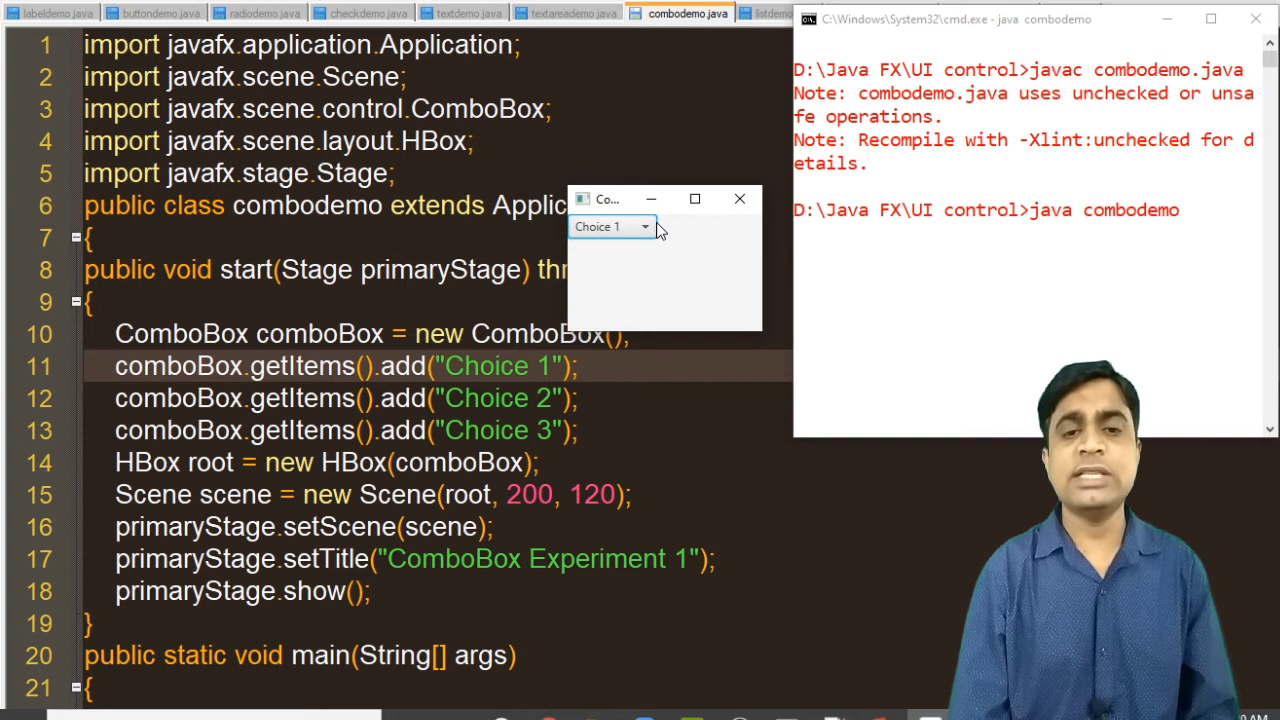 labeldemo.java buttondemo.java radiodemo.java checkdemo.java textdemo.java textareademo.java combodemo.java
1 import javafx.application.Application;
2 import javafx.scene.Scene;
3 import javafx.scene.control.ComboBox;
4 import javafx.scene.layout.HBox;
5 import javafx.stage.Stage;
6 public class combodemo extends Applic
7 {
8 public void start(Stage primaryStage) thr
9 {
10 ComboBox comboBox = new ComboBox();
11 comboBox.getItems().add("Choice 1");
12 comboBox.getItems().add("Choice 2");
13 comboBox.getItems().add("Choice 3");
14 HBox root = new HBox(comboBox);
15 Scene scene = new Scene(root, 200, 120);
16 primaryStage.setScene(scene);
17 primaryStage.setTitle("ComboBox Experiment 1");
18 primaryStage.show();
19 }
20 public static void main(String[] args)
21 {
Co...
Choice 1
C:\Windows\System32\cmd.exe - java combodemo
D:\Java FX\UI control>javac combodemo.java
Note: combodemo.java uses unchecked or unsa
fe operations.
Note: Recompile with -Xlint:unchecked for d
etails.
D:\Java FX\UI control>java combodemo
AM